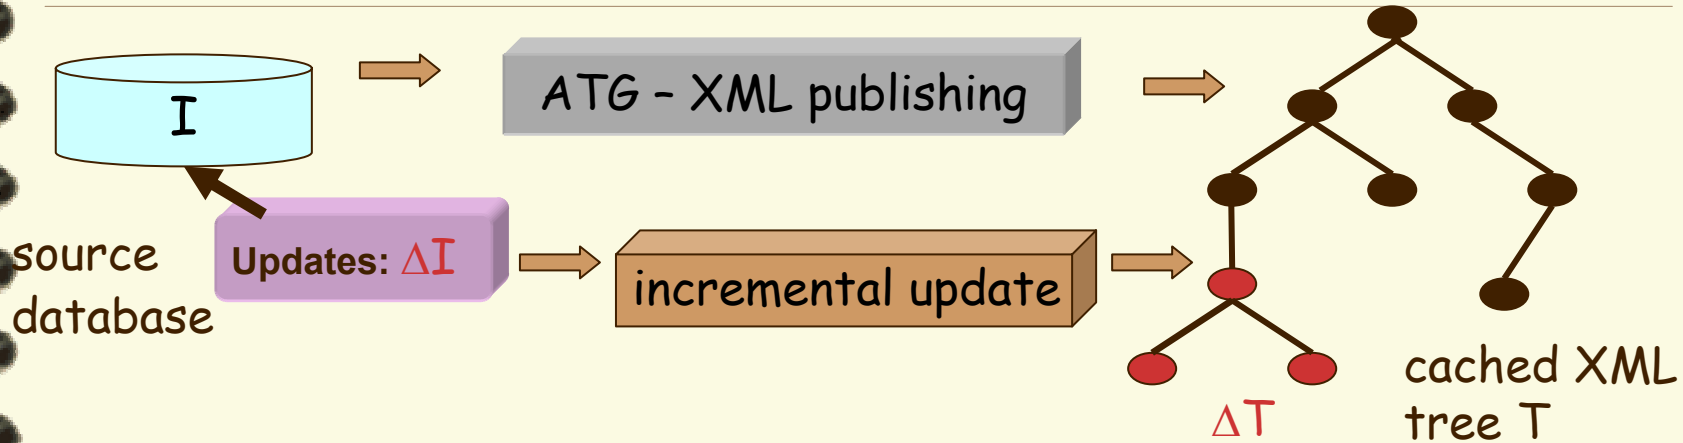 I
ATG – XML publishing
source
database
Updates: ΔI
incremental update
ΔT
cached XML
tree T